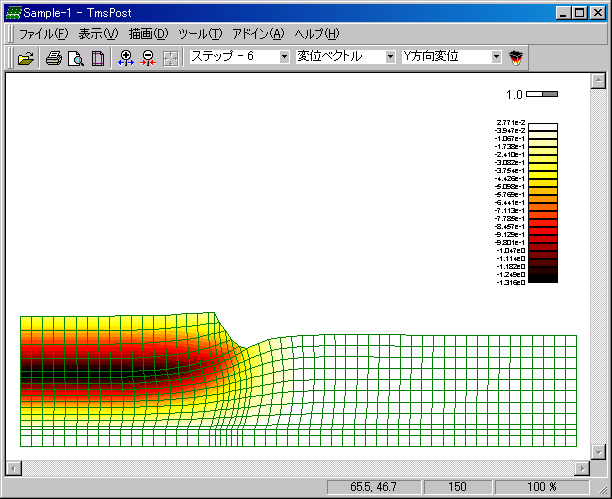 Sample-1 - TmsPost
ファイル(F) 表示(V) 描画(D) ツール(T) アドイン(A) ヘルプ(H)
ステップ - 6 変位ベクトル Y方向変位
1.0
2.771e-2
-3.947e-2
-1.067e-1
-1.738e-1
-2.410e-1
-3.082e-1
-3.754e-1
-4.426e-1
-5.098e-1
-5.769e-1
-6.441e-1
-7.113e-1
-7.785e-1
-8.457e-1
-9.129e-1
-9.801e-1
-1.047e0
-1.114e0
-1.182e0
-1.249e0
-1.316e0
65.5, 46.7 150 100 %